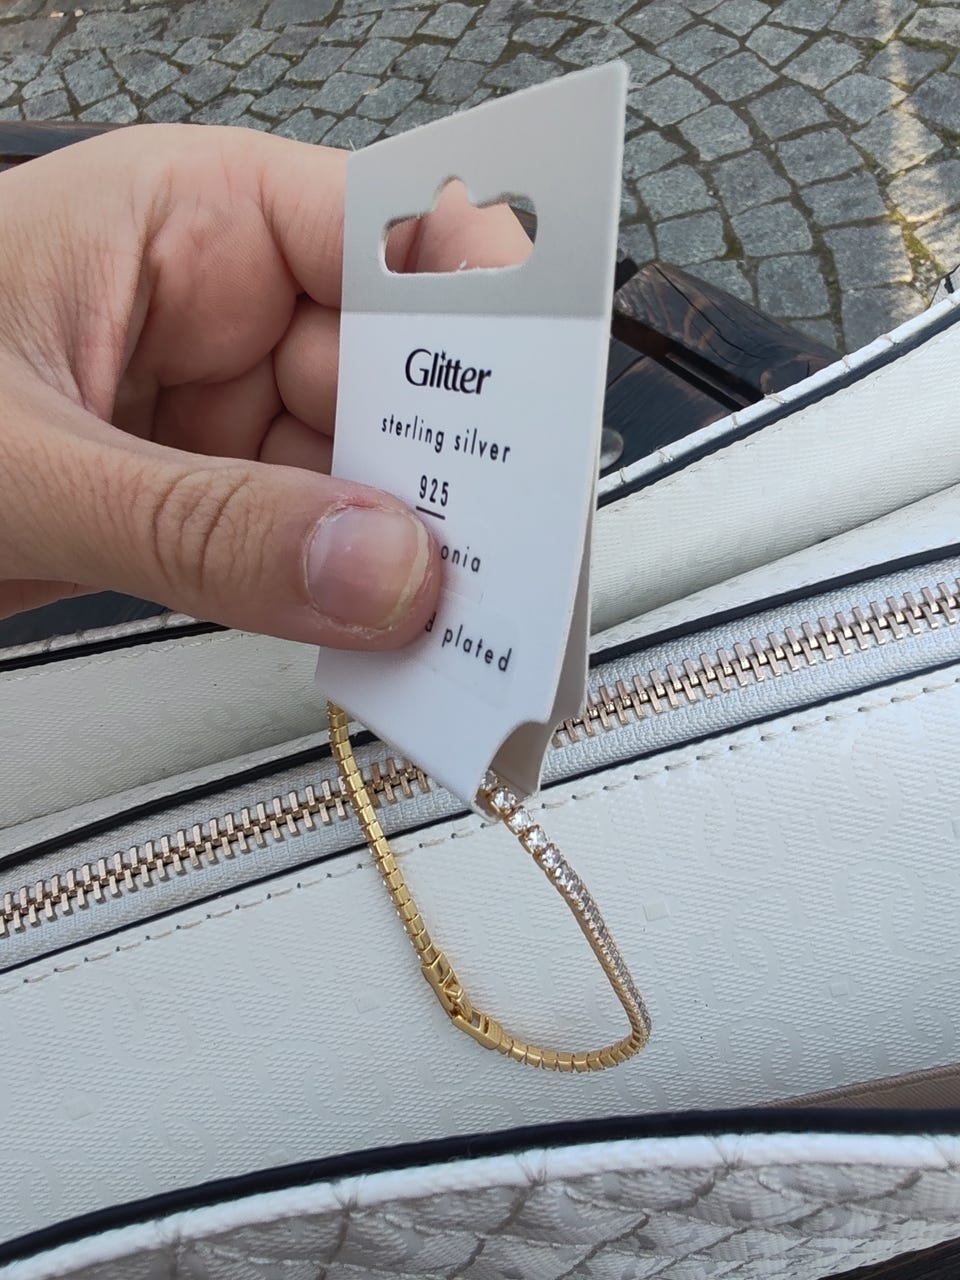 Glitter
sterling silver
925
plated